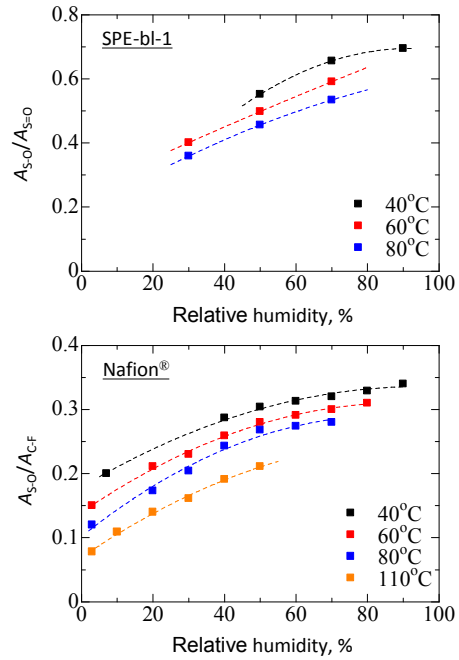 SPE-bl-1
0.8
0.6
0.4
0.2
0
A_S-O/A_S=O
40°C
60°C
80°C
0 20 40 60 80 100
Relative humidity, %
Nafion®
0.4
0.3
0.2
0.1
0
A_S-O/A_C-F
40°C
60°C
80°C
110°C
0 20 40 60 80 100
Relative humidity, %